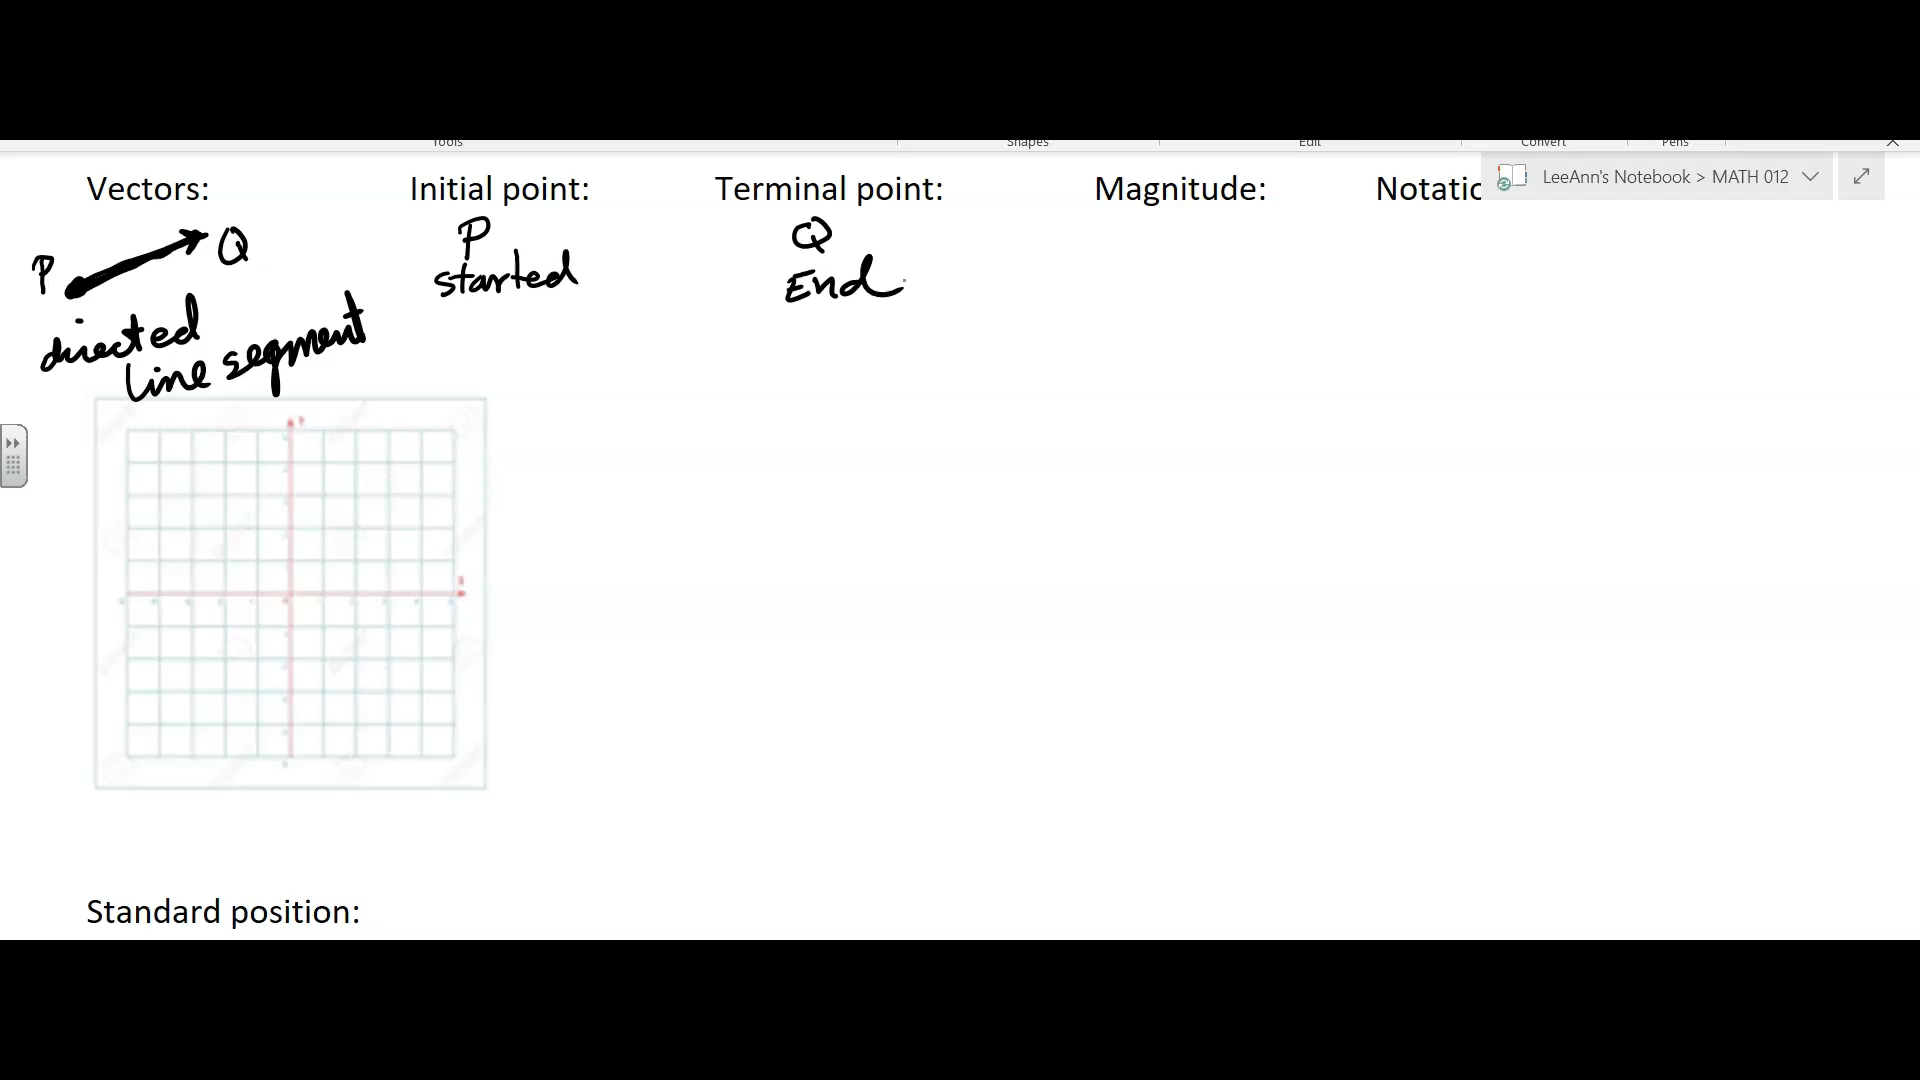 Tools Shapes Edit Convert Pens
LeeAnn's Notebook > MATH 012
Vectors: Initial point: Terminal point: Magnitude: Notatio
P Q P Q
started End
directed
line segment
Y
X
Standard position: